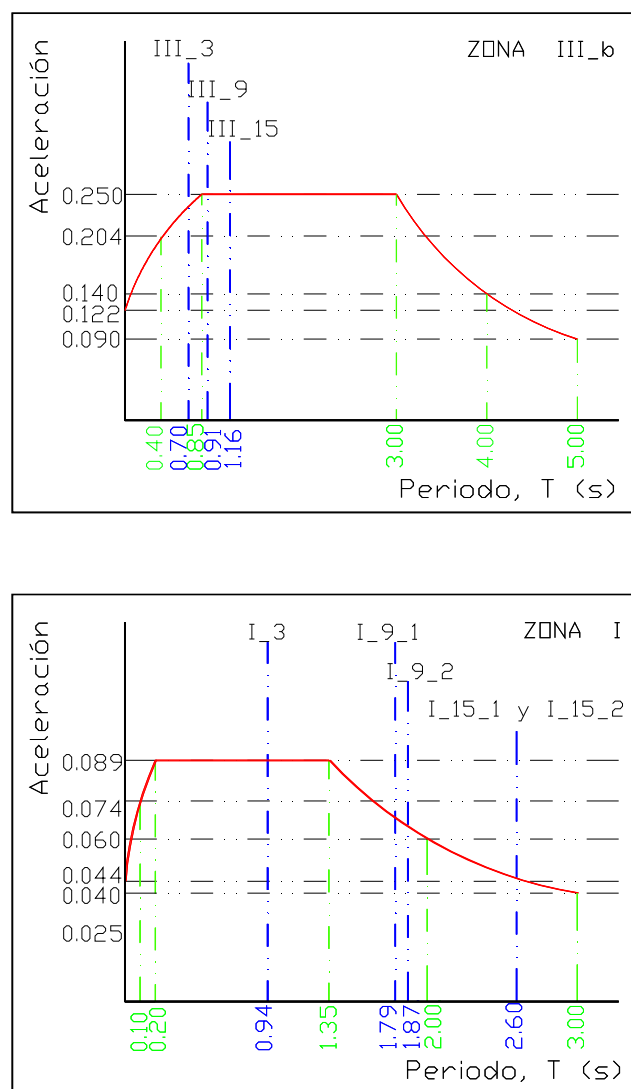 III_3
ZONA III_b
III_9
III_15
Aceleración
0.250
0.204
0.140
0.122
0.090
0.40
0.70
0.85
0.91
1.16
3.00
4.00
5.00
Periodo, T (s)
I_3
I_9_1
ZONA I
I_9_2
I_15_1 y I_15_2
Aceleración
0.089
0.074
0.060
0.044
0.040
0.025
0.10
0.20
0.94
1.35
1.79
1.87
2.00
2.60
3.00
Periodo, T (s)